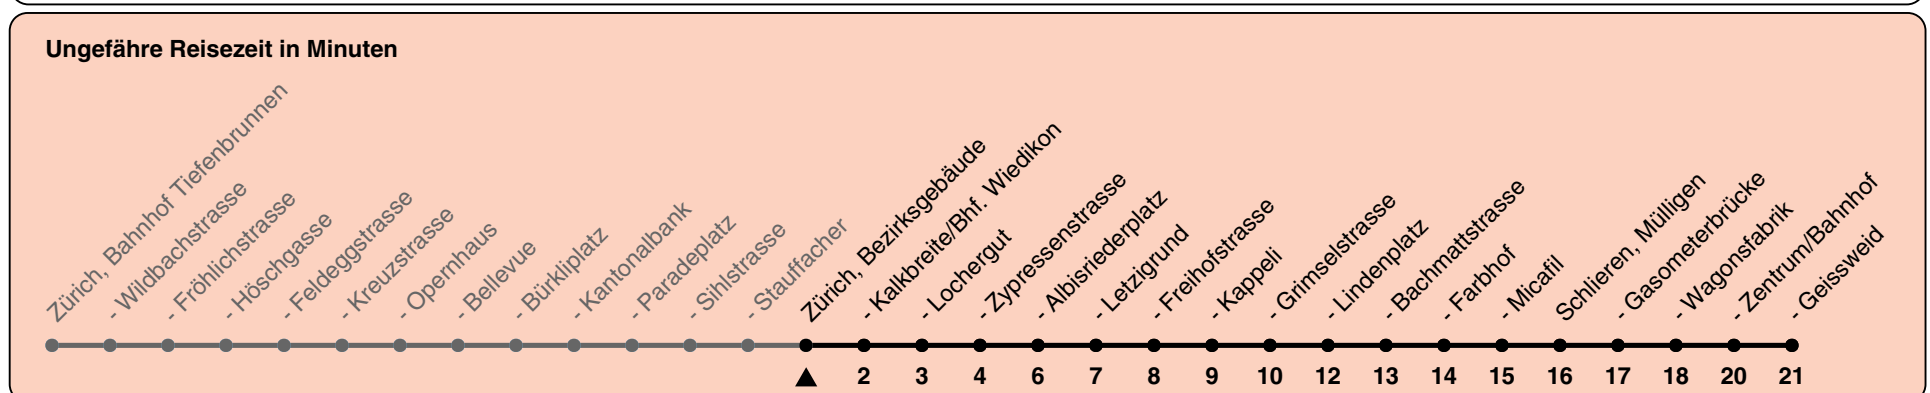 Ungefähre Reisezeit in Minuten
Zürich, Bahnhof Tiefenbrunnen
- Wildbachstrasse
- Fröhlichstrasse
- Höschgasse
- Feldeggstrasse
- Kreuzstrasse
- Opernhaus
- Bellevue
- Bürkliplatz
- Kantonalbank
- Paradeplatz
- Sihlstrasse
- Stauffacher
Zürich, Bezirksgebäude
- Kalkbreite/Bhf. Wiedikon
- Lochergut
- Zypressenstrasse
- Albisriederplatz
- Letzigrund
- Freihofstrasse
- Kappeli
- Grimselstrasse
- Lindenplatz
- Bachmattstrasse
- Farbhof
- Micafil
Schlieren, Mülligen
- Gasometerbrücke
- Wagonsfabrik
- Zentrum/Bahnhof
- Geissweid
2 3 4 6 7 8 9 10 12 13 14 15 16 17 18 20 21